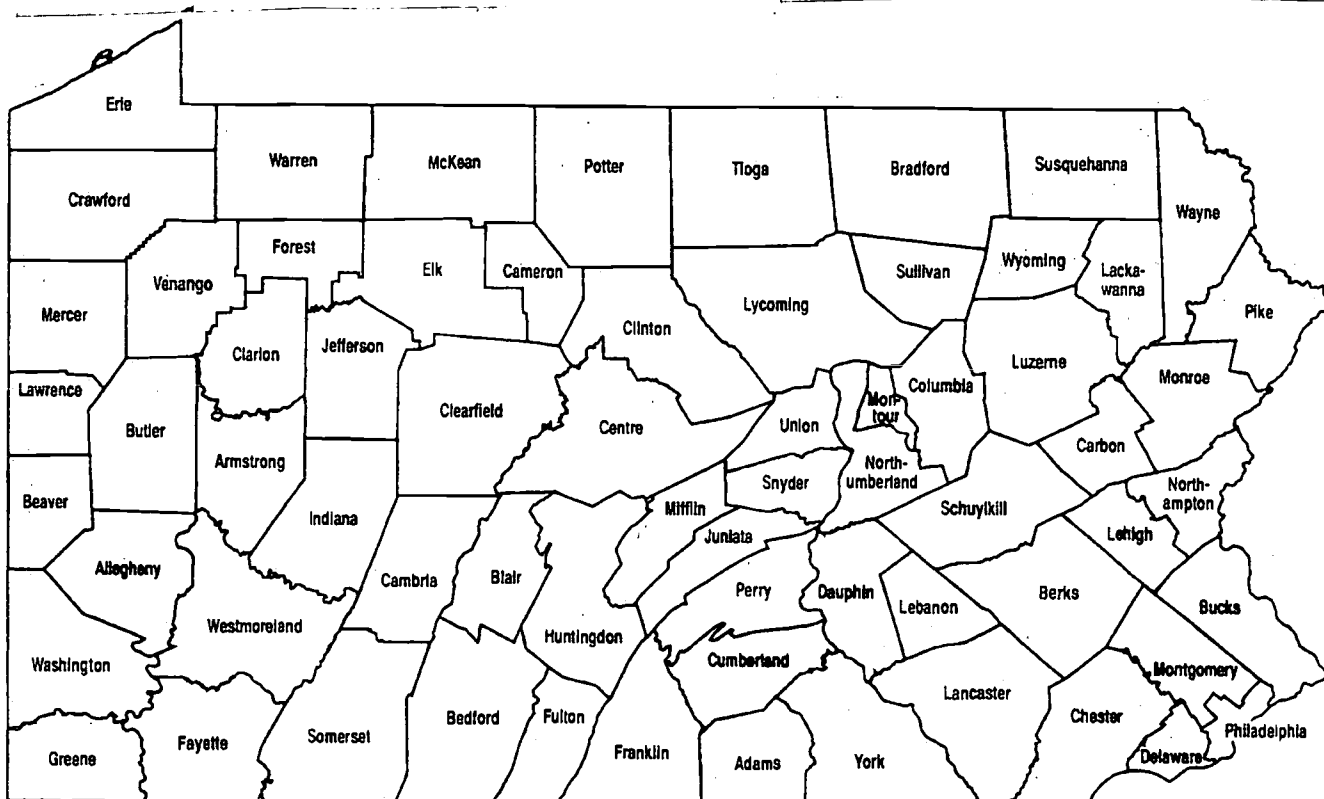 Erie
Warren
McKean
Potter
Tioga
Bradford
Susquehanna
Wayne
Crawford
Forest
Elk
Cameron
Venango
Sullivan
Wyoming
Lacka-
wanna
Mercer
Lycoming
Pike
Clinton
Clarion
Jefferson
Luzerne
Columbia
Monroe
Lawrence
Clearfield
Mon-
tour
Butler
Centre
Union
Carbon
Armstrong
Snyder
North-
umberland
North-
ampton
Beaver
Indiana
Mifflin
Schuylkill
Juniata
Lehigh
Allegheny
Cambria
Blair
Perry
Dauphin
Lebanon
Berks
Bucks
Westmoreland
Huntingdon
Washington
Cumberland
Montgomery
Lancaster
Somerset
Bedford
Fulton
Chester
Greene
Fayette
Franklin
Adams
York
Delaware
Philadelphia